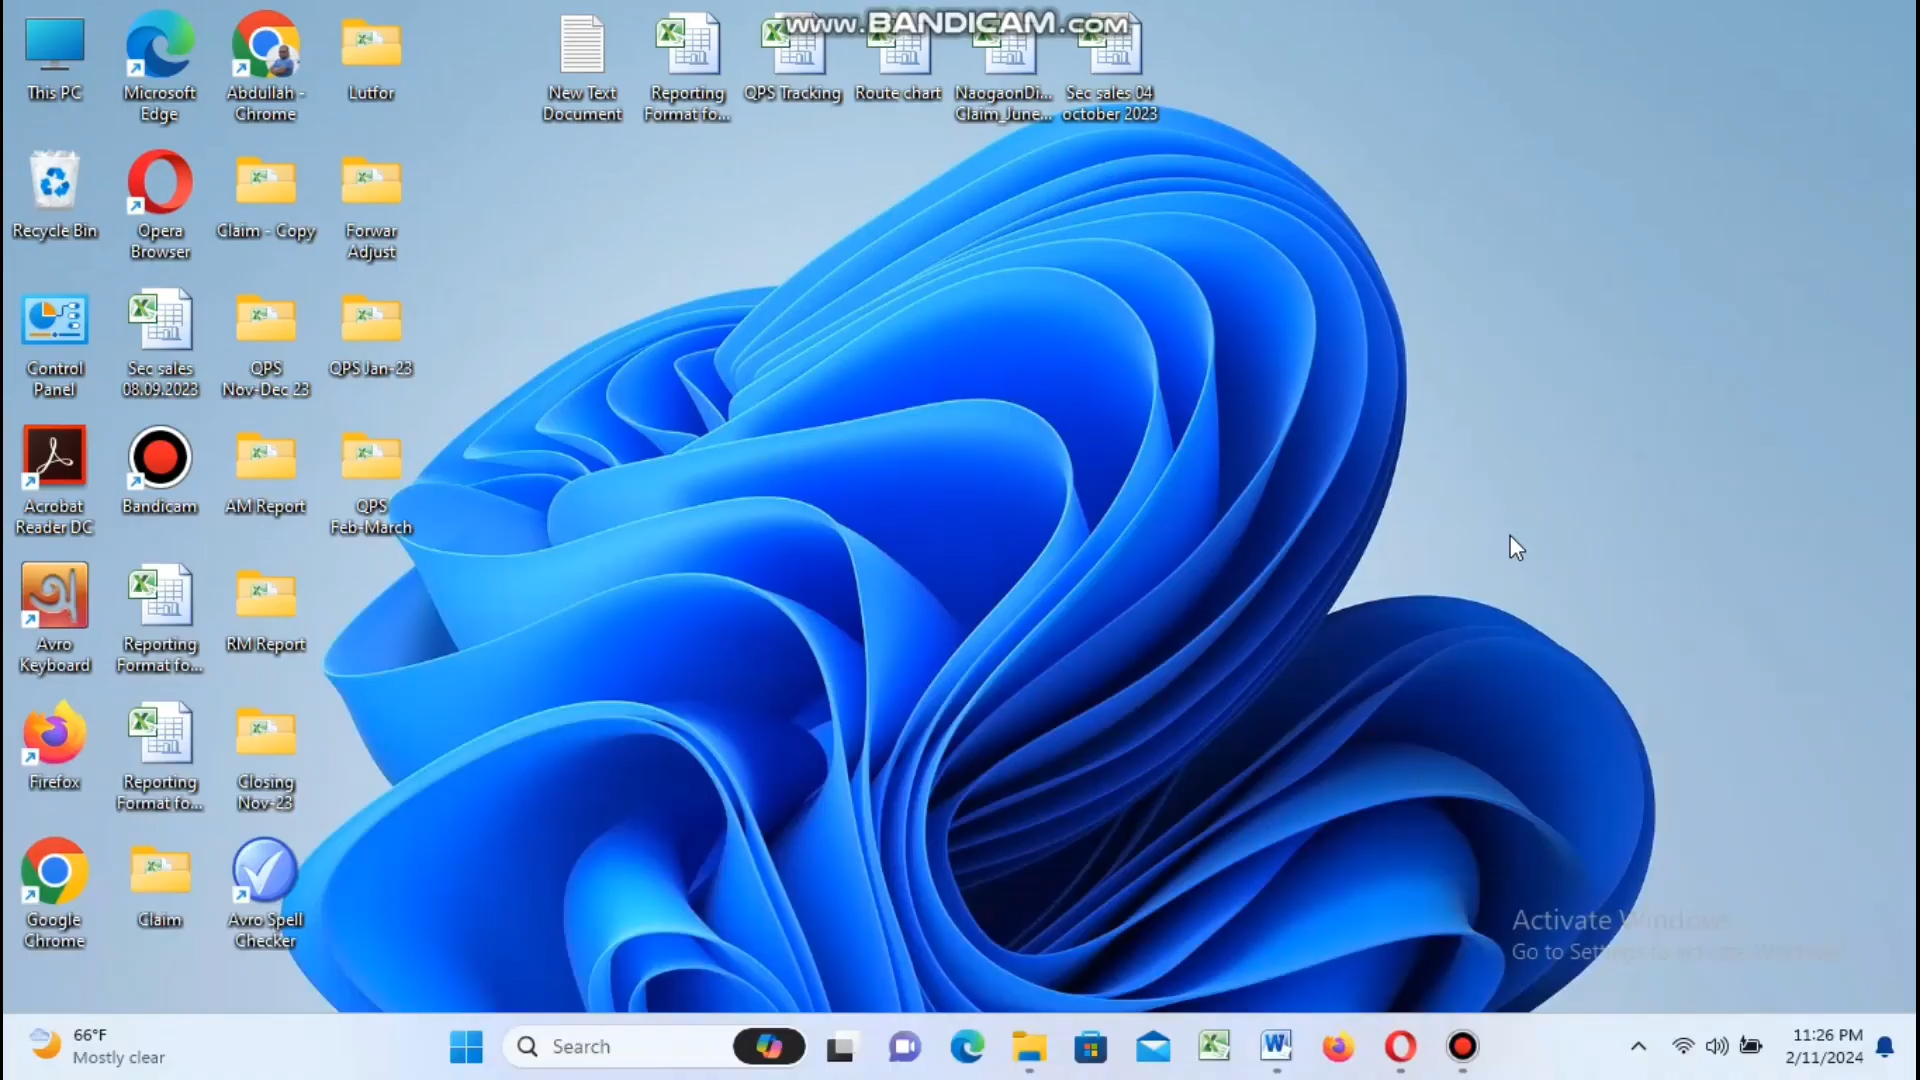 www.BANDICAM.com
This PC
Microsoft
Edge
Abdullah -
Chrome
Lutfor
New Text
Document
Reporting
Format fo...
QPS Tracking
Route chart
NaogaonDi...
Claim_June...
Sec sales 04
october 2023
Recycle Bin
Opera
Browser
Claim - Copy
Forwar
Adjust
Control
Panel
Sec sales
08.09.2023
QPS
Nov-Dec 23
QPS Jan-23
Acrobat
Reader DC
Bandicam
AM Report
QPS
Feb-March
Avro
Keyboard
Reporting
Format fo...
RM Report
Firefox
Reporting
Format fo...
Closing
Nov-23
Google
Chrome
Claim
Avro Spell
Checker
Activate Windows
Go to Settings to activate Windows.
66°F
Mostly clear
Search
11:26 PM
2/11/2024